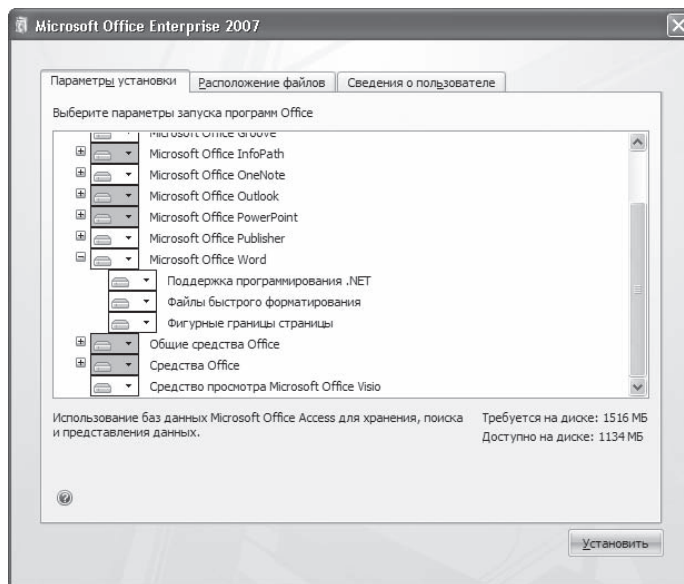 Microsoft Office Enterprise 2007
Параметры установки
Расположение файлов
Сведения о пользователе
Выберите параметры запуска программ Office
Microsoft Office Groove
Microsoft Office InfoPath
Microsoft Office OneNote
Microsoft Office Outlook
Microsoft Office PowerPoint
Microsoft Office Publisher
Microsoft Office Word
Поддержка программирования .NET
Файлы быстрого форматирования
Фигурные границы страницы
Общие средства Office
Средства Office
Средство просмотра Microsoft Office Visio
Использование баз данных Microsoft Office Access для хранения, поиска
и представления данных.
Требуется на диске: 1516 МБ
Доступно на диске: 1134 МБ
Установить